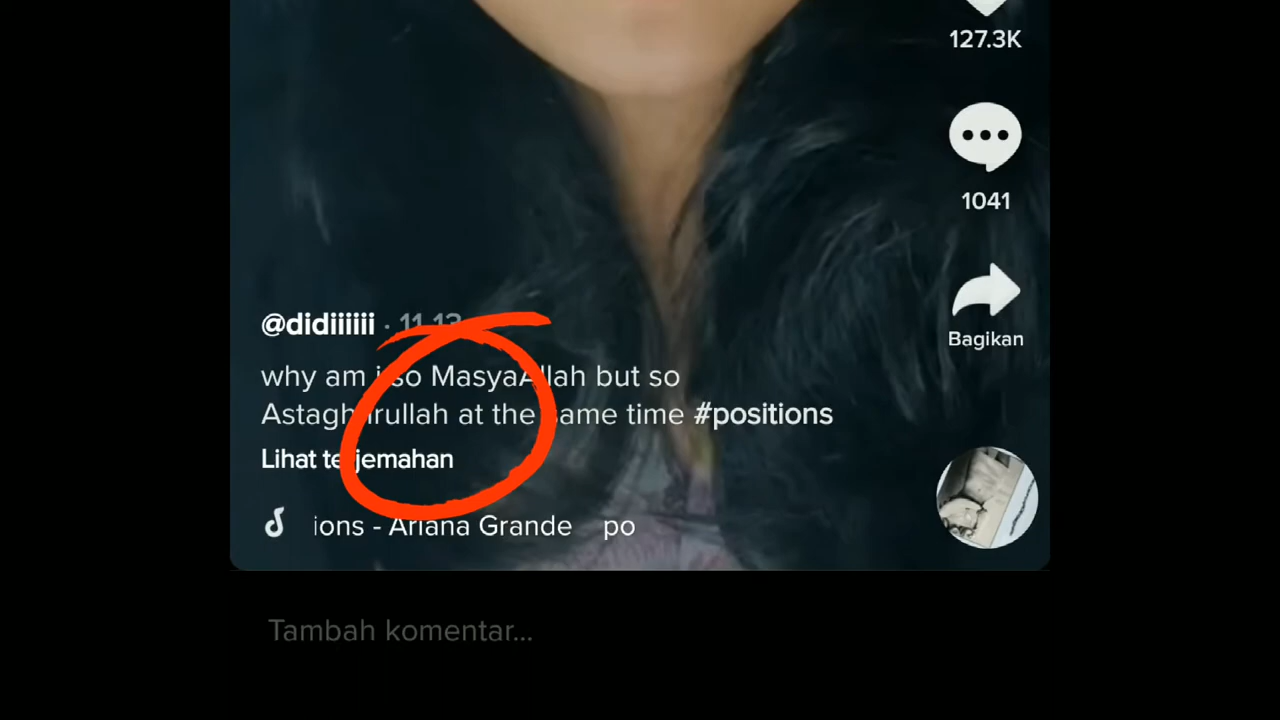 127.3K
1041
Bagikan
@didiiiiii · 11-13
why am i so MasyaAllah but so
Astaghfirullah at the same time #positions
Lihat terjemahan
ions - Ariana Grande po
Tambah komentar...